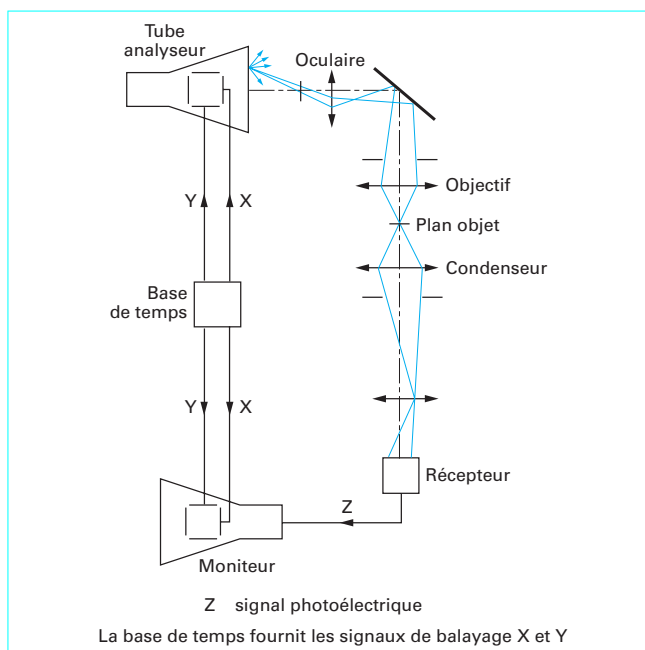 Tube
analyseur
Oculaire
Objectif
Plan objet
Condenseur
Y
X
Base
de temps
Y
X
Récepteur
Z
Moniteur
Z signal photoélectrique
La base de temps fournit les signaux de balayage X et Y